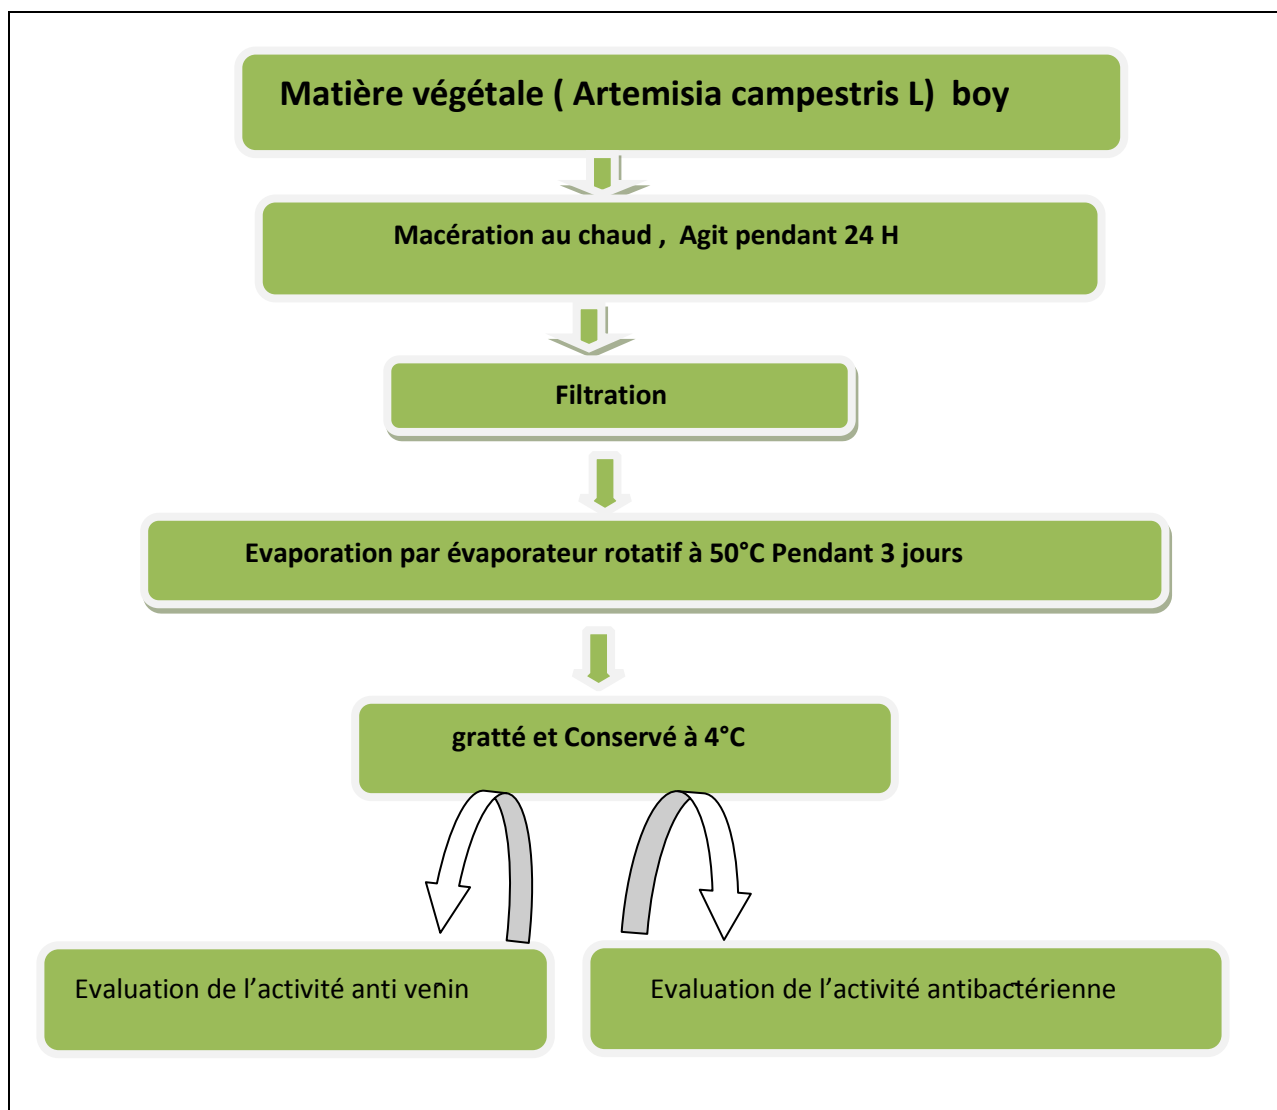 Matière végétale ( Artemisia campestris L)  boy
Macération au chaud ,  Agit pendant 24 H
Filtration
Evaporation par évaporateur rotatif à 50°C Pendant 3 jours
gratté et Conservé à 4°C
Evaluation de l’activité anti venin
Evaluation de l’activité antibactérienne